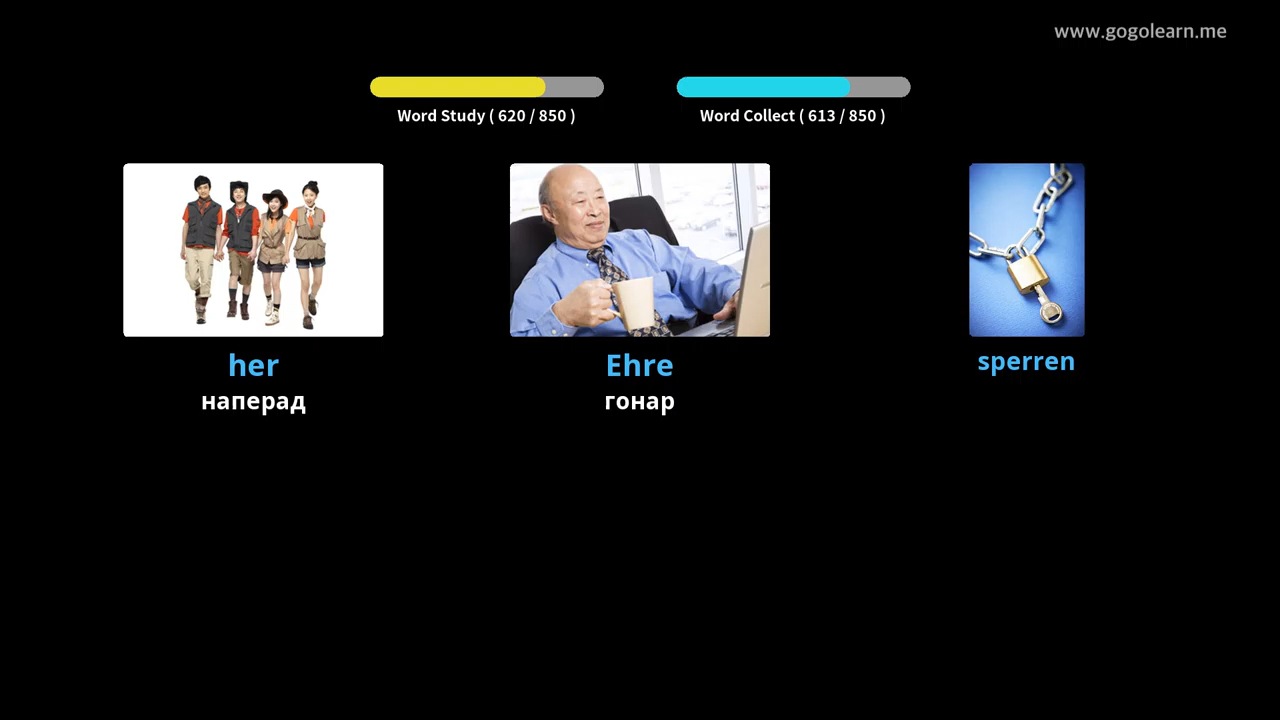 www.gogolearn.me
Word Study ( 620 / 850 )
Word Collect ( 613 / 850 )
her
наперад
Ehre
гонар
sperren